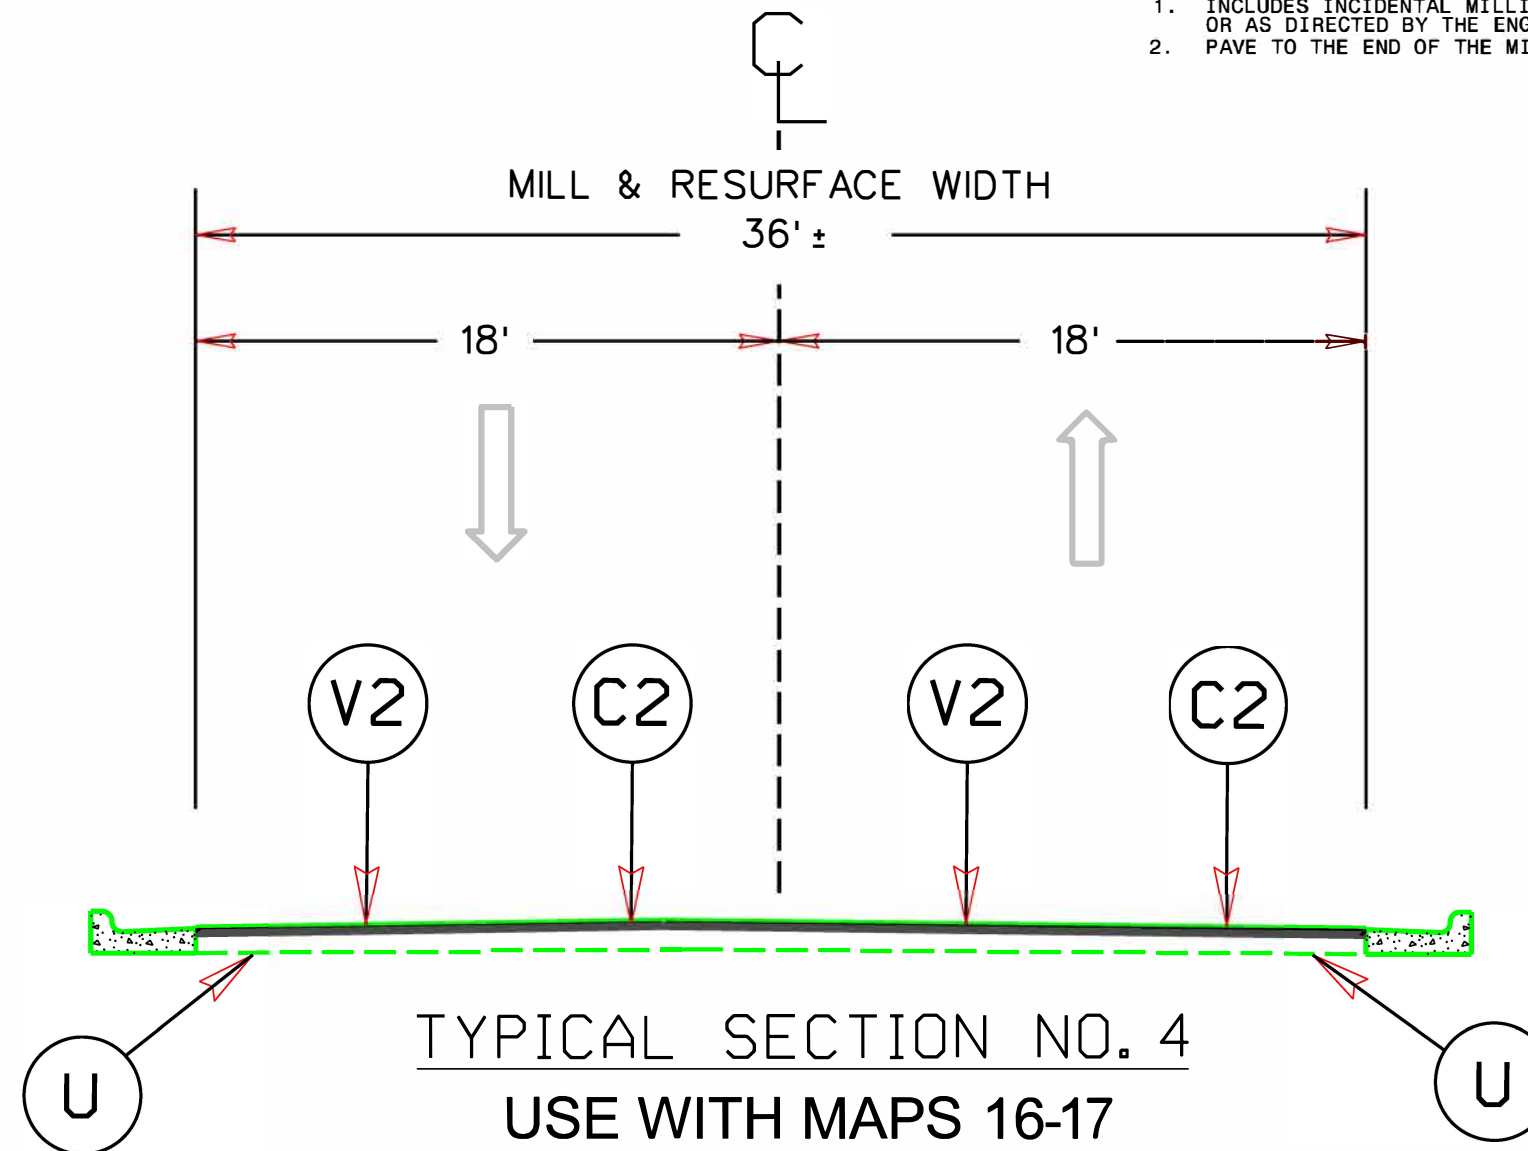 1. INCLUDES INCIDENTAL
OR AS DIRECTED BY THE
2. PAVE TO THE END OF THE
CL
MILL & RESURFACE WIDTH
36' ±
18' 18'
V2 C2 V2 C2
TYPICAL SECTION NO. 4
USE WITH MAPS 16-17
U U